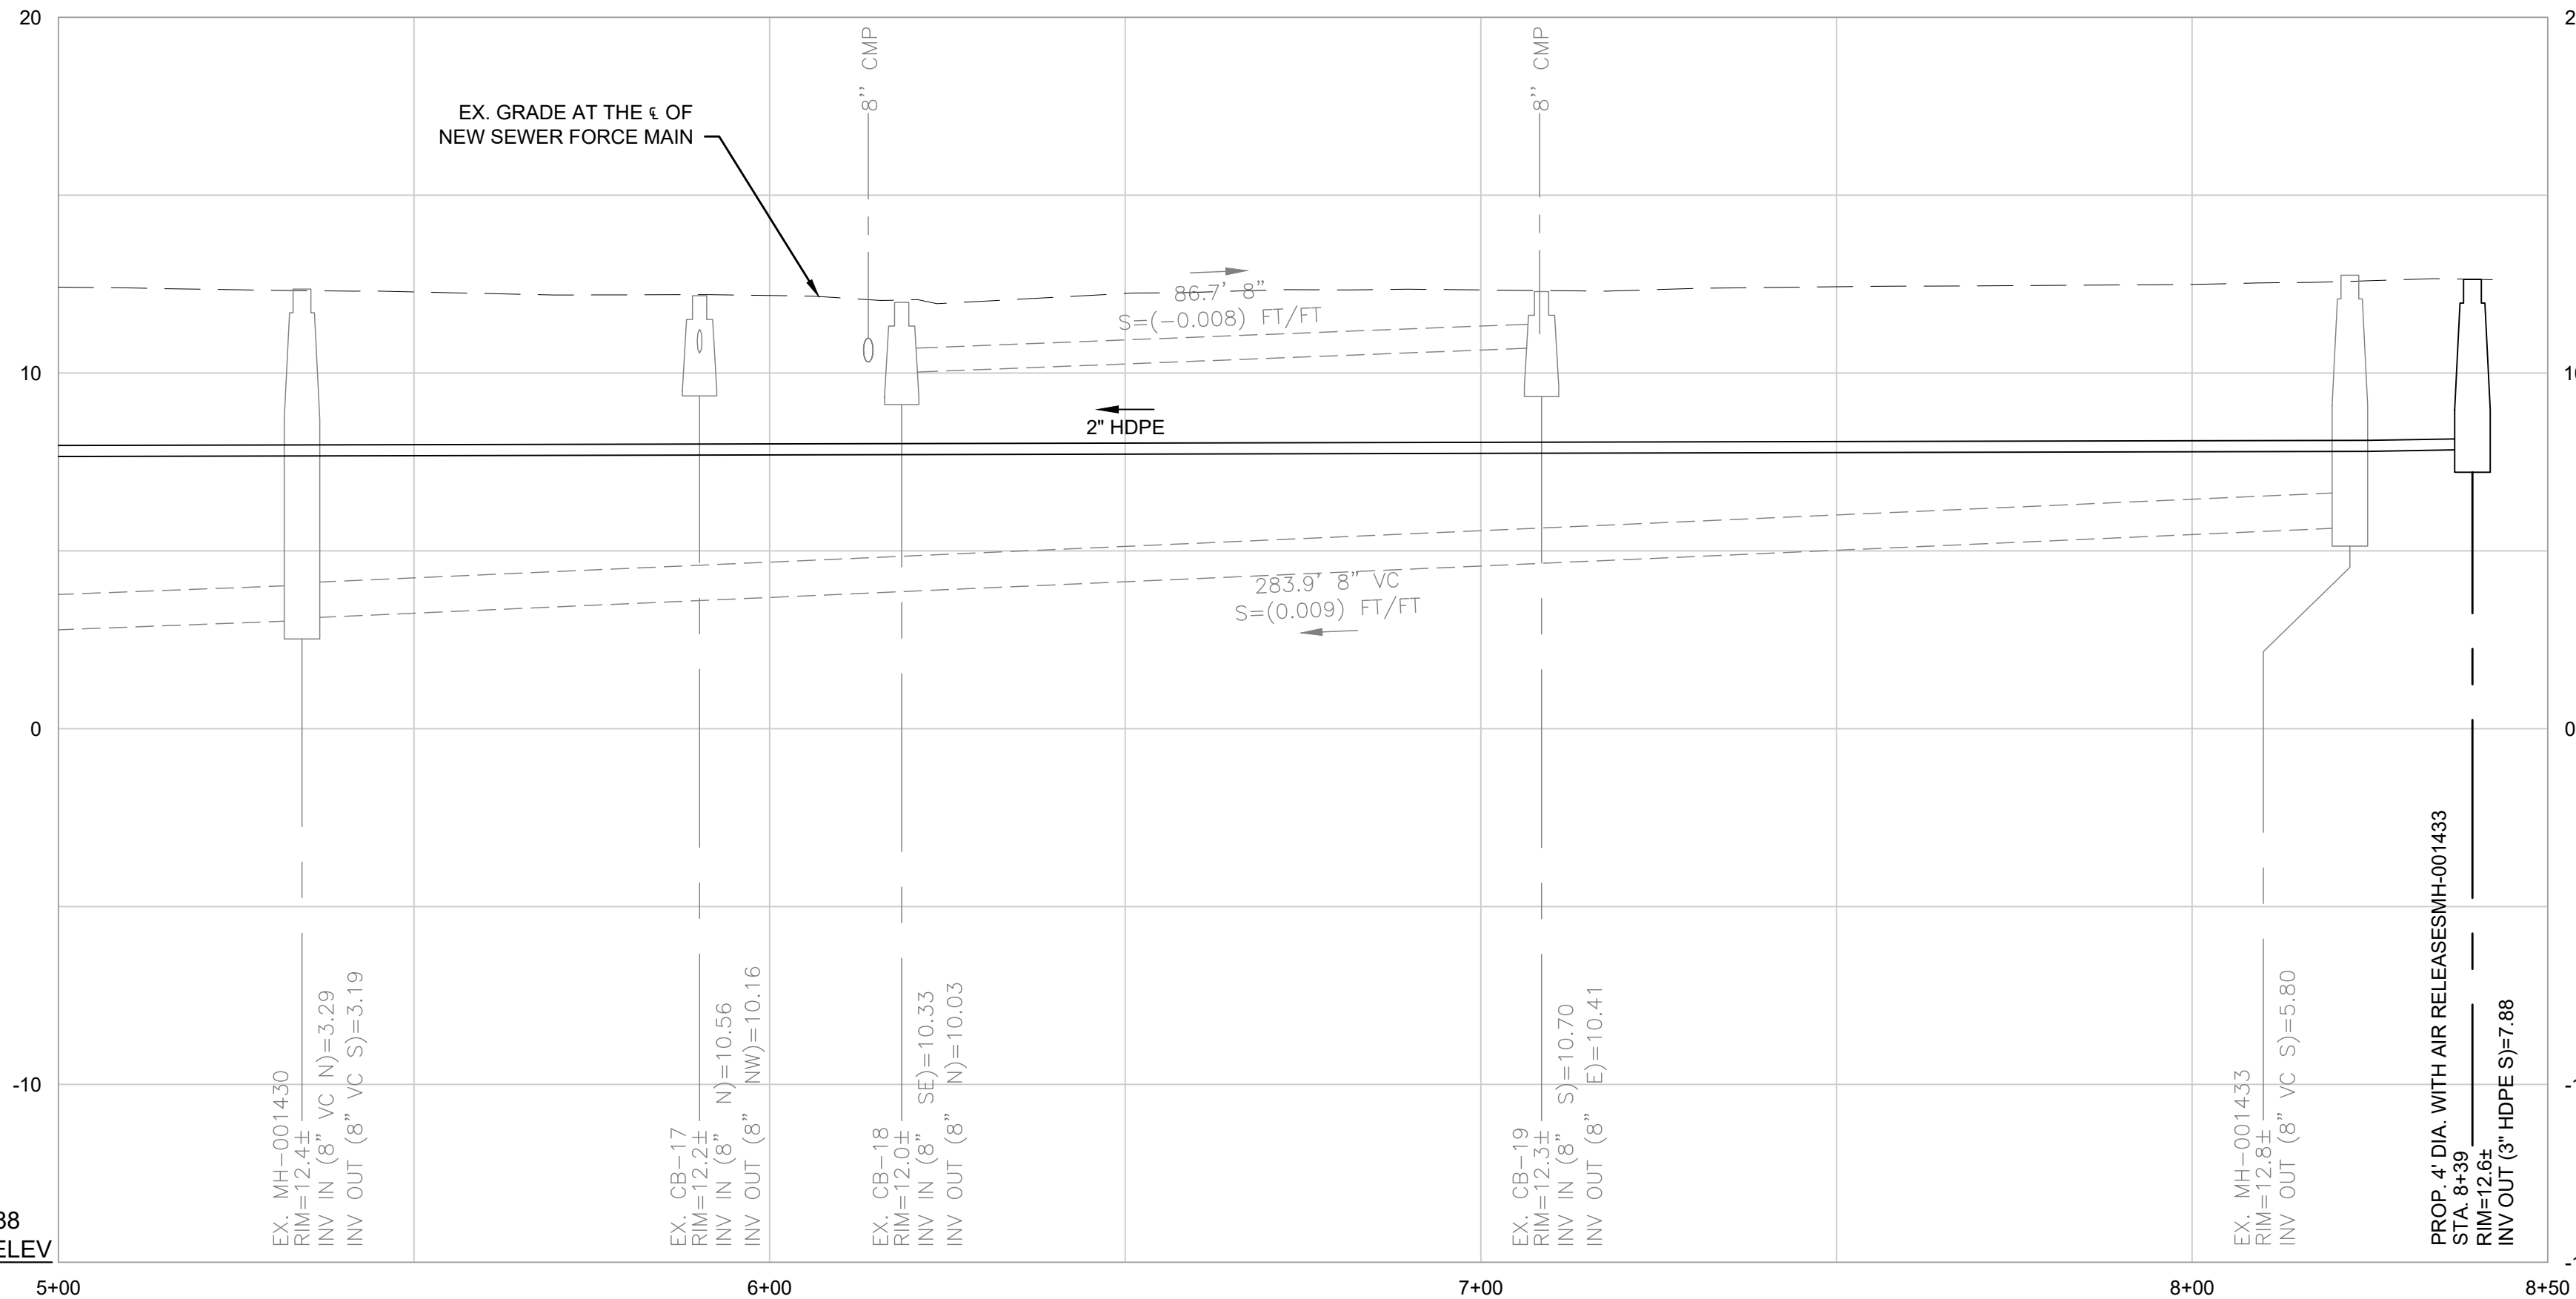 20
8'' CMP
8'' CMP
EX. GRADE AT THE ℄ OF
NEW SEWER FORCE MAIN
86.7' 8"
S=(-0.008) FT/FT
10
2" HDPE
283.9' 8" VC
S=(0.009) FT/FT
0
0
-10
EX. MH-001430
RIM=12.4±
INV IN (8" VC N)=3.29
INV OUT (8" VC S)=3.19
EX. CB-17
RIM=12.2±
INV IN (8" N)=10.56
INV OUT (8" NW)=10.16
EX. CB-18
RIM=12.0±
INV IN (8" SE)=10.33
INV OUT (8" N)=10.03
EX. CB-19
RIM=12.3±
INV IN (8" S)=10.70
INV OUT (8" E)=10.41
EX. MH-001433
RIM=12.8±
INV OUT (8" VC S)=5.80
PROP. 4' DIA. WITH AIR RELEASESMH-001433
STA. 8+39
RIM=12.6±
INV OUT (3" HDPE S)=7.88
38
ELEV
5+00
6+00
7+00
8+00
8+50